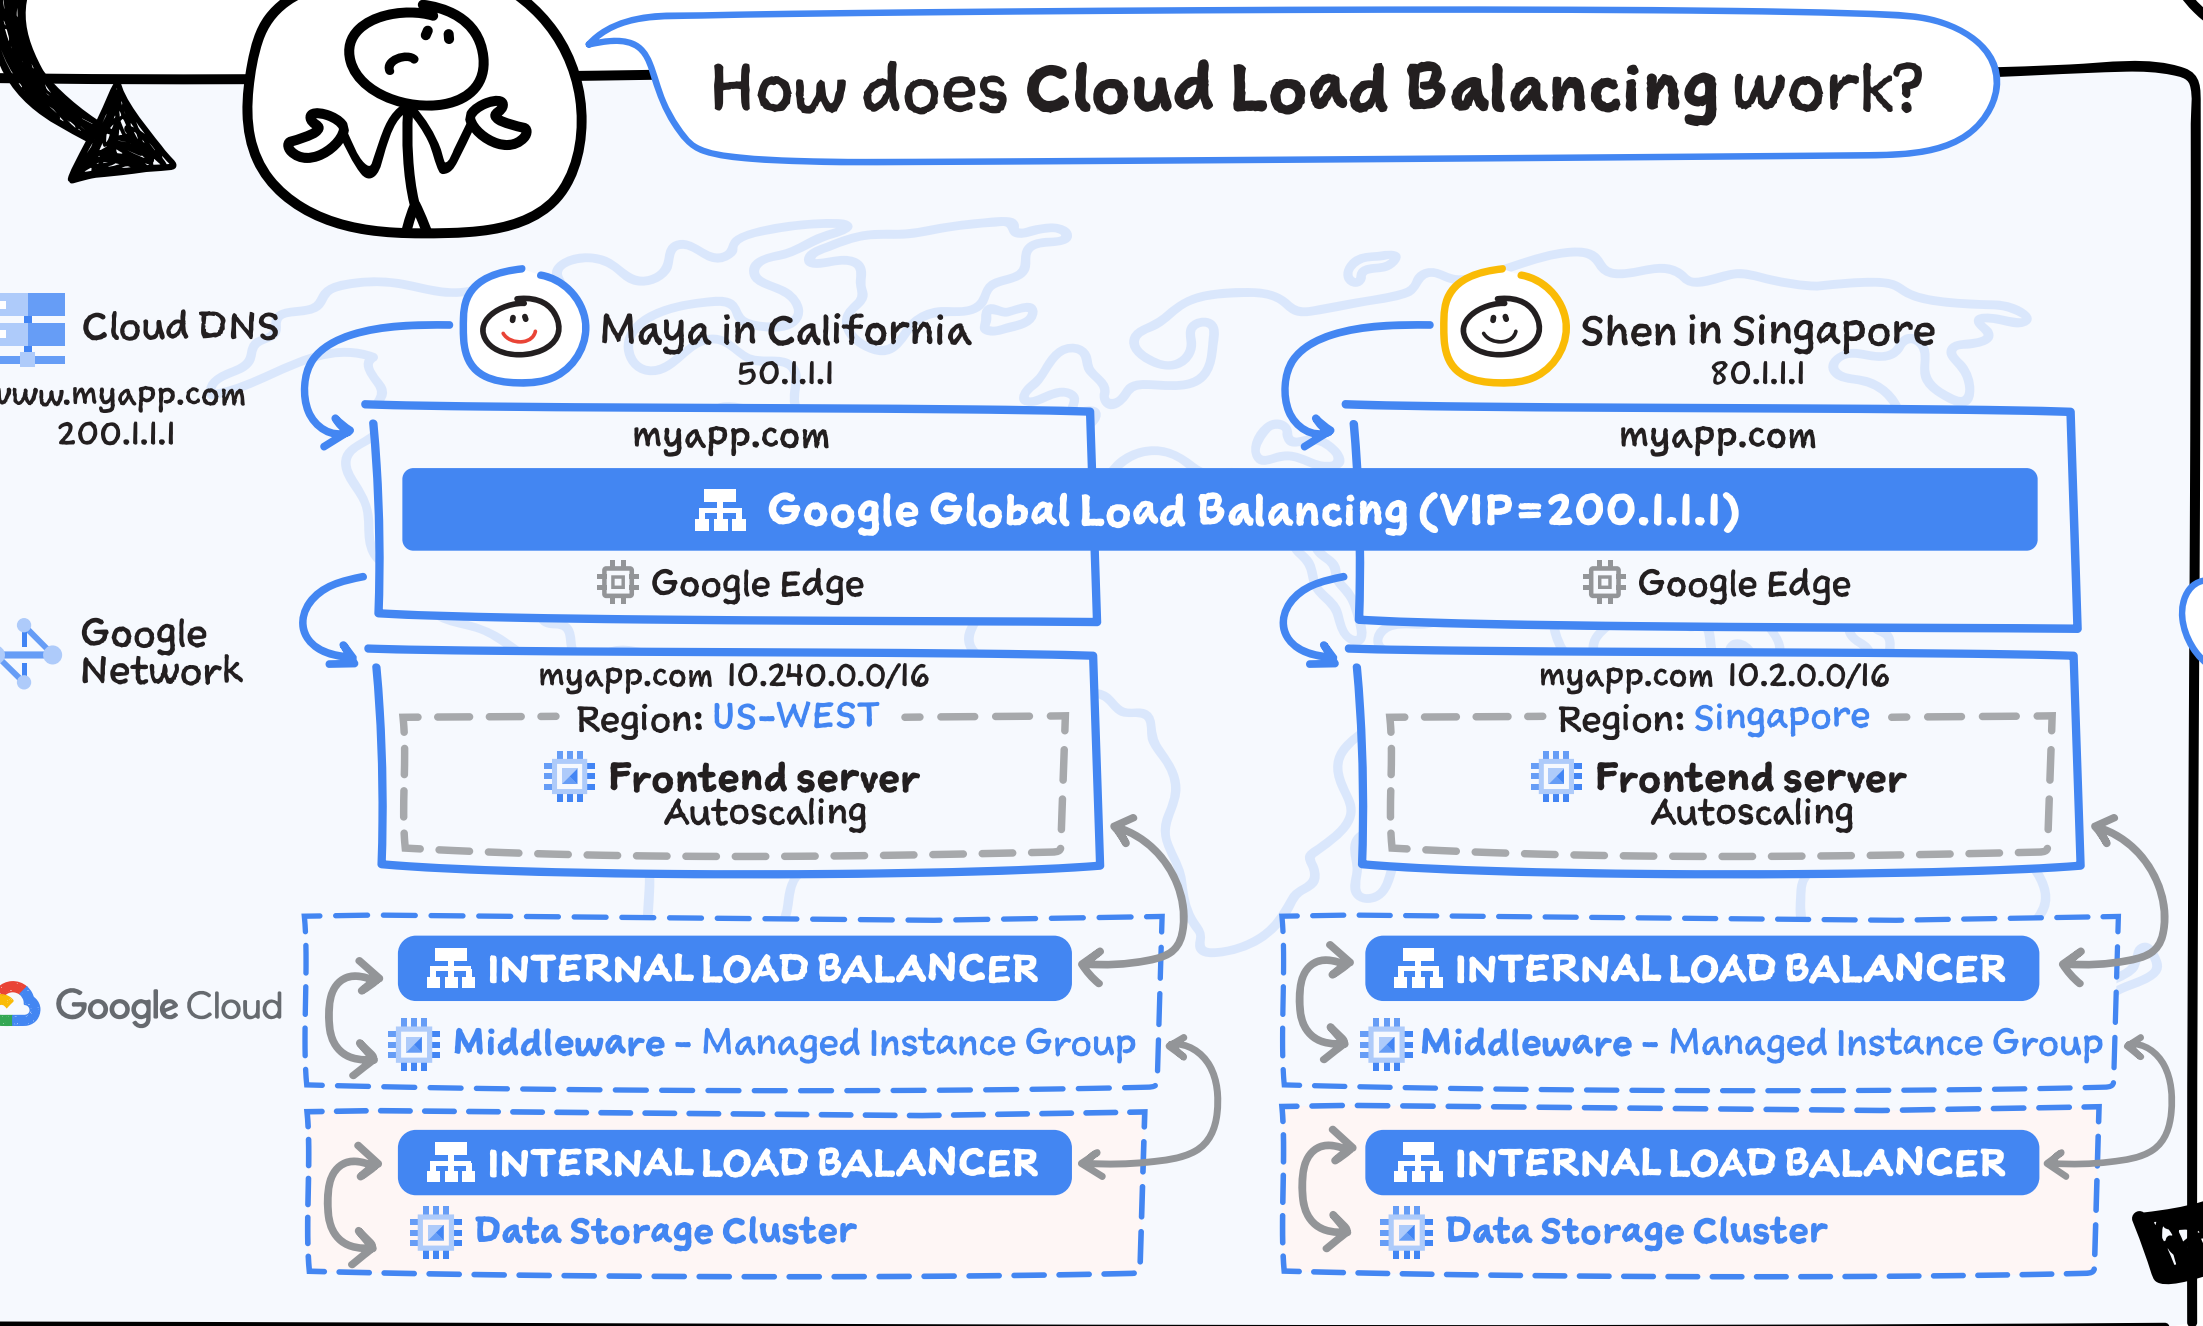 How does Cloud Load Balancing work?
Cloud DNS
www.myapp.com
200.1.1.1
Maya in California
50.1.1.1
Shen in Singapore
80.1.1.1
myapp.com
myapp.com
Google Global Load Balancing (VIP=200.1.1.1)
Google Edge
Google Edge
Google
Network
myapp.com 10.240.0.0/16
Region: US-WEST
Frontend server
Autoscaling
myapp.com 10.2.0.0/16
Region: Singapore
Frontend server
Autoscaling
Google Cloud
INTERNAL LOAD BALANCER
Middleware - Managed Instance Group
INTERNAL LOAD BALANCER
Data Storage Cluster
INTERNAL LOAD BALANCER
Middleware - Managed Instance Group
INTERNAL LOAD BALANCER
Data Storage Cluster